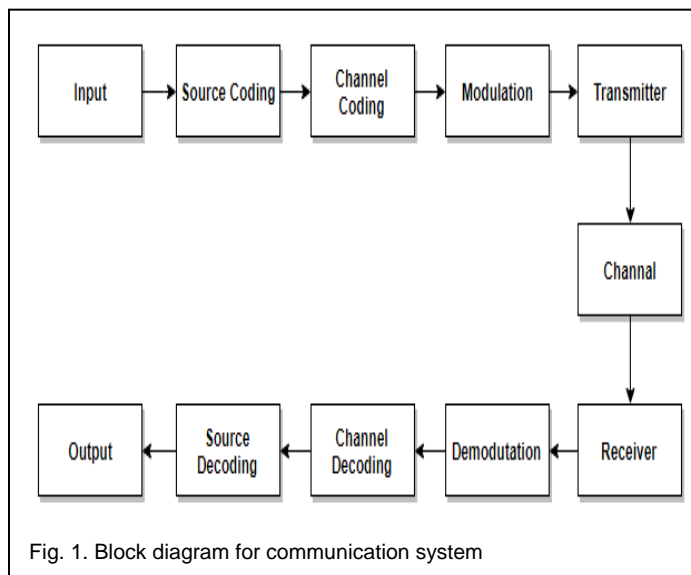 Input
Source Coding
Channel
Coding
Modulation
Transmitter
Channal
Receiver
Demodutation
Channel
Decoding
Source
Decoding
Output
Fig. 1. Block diagram for communication system